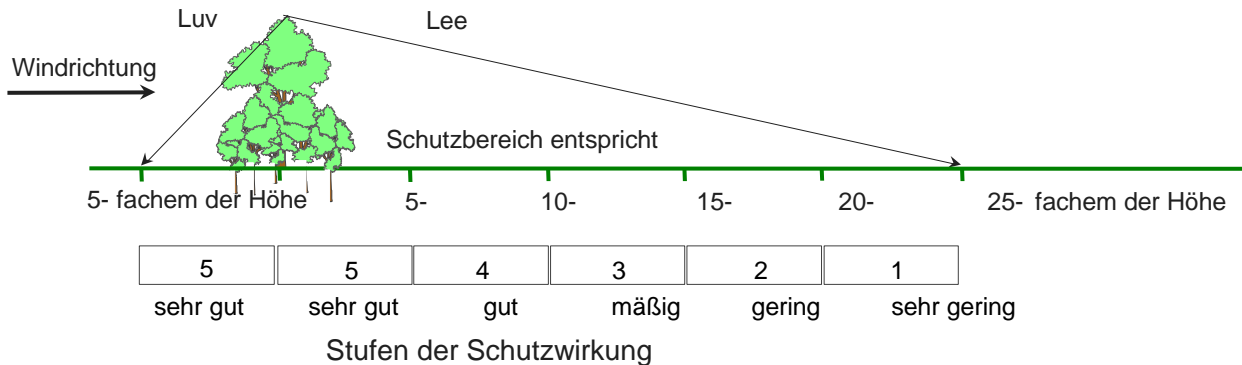 Luv Lee
Windrichtung
Schutzbereich entspricht
5- fachem der Höhe 5- 10- 15- 20- 25- fachem der Höhe
5 5 4 3 2 1
sehr gut sehr gut gut mäßig gering sehr gering
Stufen der Schutzwirkung